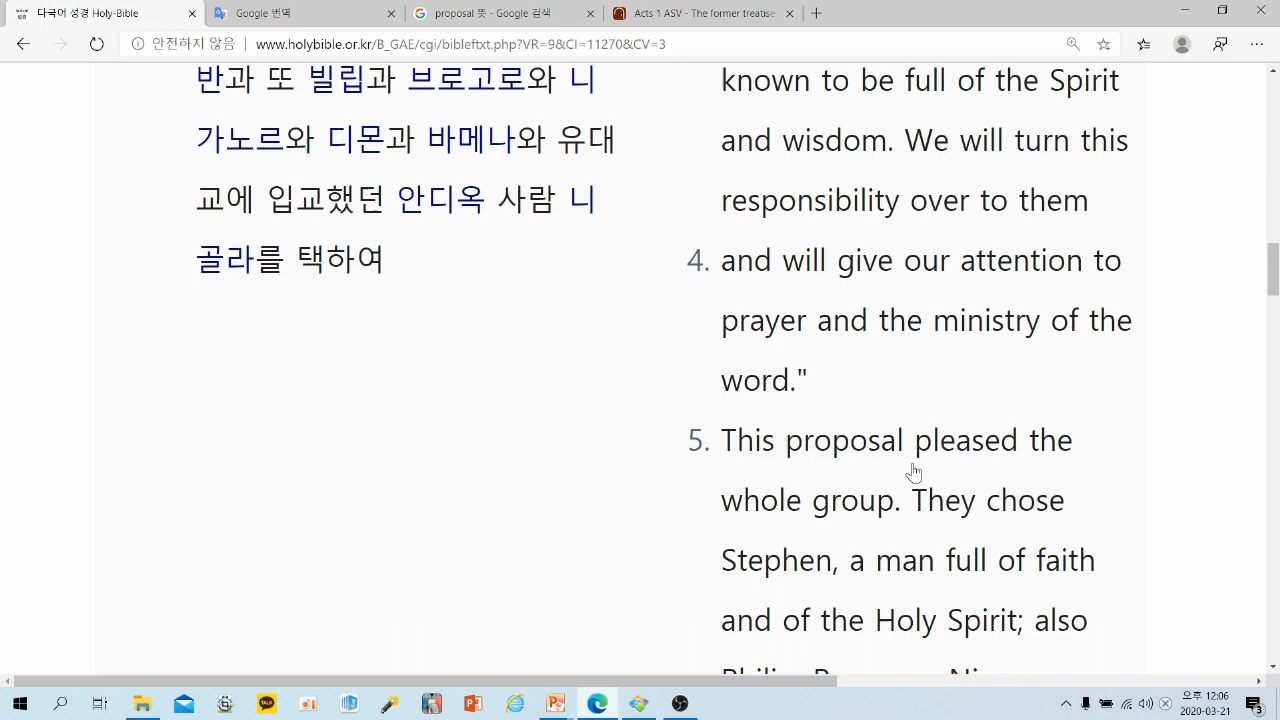 다국어 성경 Holy-Bible
Google 번역
proposal 뜻 - Google 검색
Acts 1 ASV - The former treatise
안전하지 않음
www.holybible.or.kr/B_GAE/cgi/bibleftxt.php?VR=9&CI=11270&CV=3
반과 또 빌립과 브로고로와 니
가노르와 디몬과 바메나와 유대
교에 입교했던 안디옥 사람 니
골라를 택하여
known to be full of the Spirit
and wisdom. We will turn this
responsibility over to them
4. and will give our attention to
prayer and the ministry of the
word."
5. This proposal pleased the
whole group. They chose
Stephen, a man full of faith
and of the Holy Spirit; also
TALK
오후 12:06
2020-03-21
3